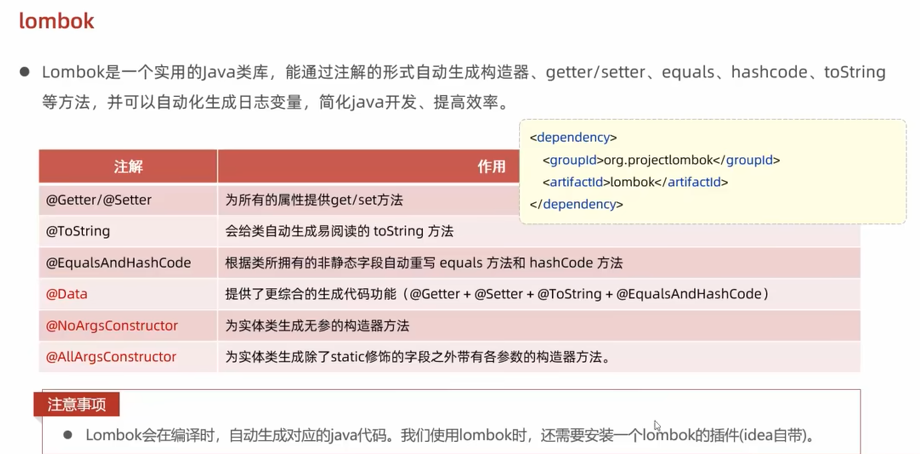 lombok
● Lombok是一个实用的Java类库，能通过注解的形式自动生成构造器、getter/setter、equals、hashcode、toString
等方法，并可以自动化生成日志变量，简化java开发、提高效率。
<dependency>
<groupId>org.projectlombok</groupId>
<artifactId>lombok</artifactId>
</dependency>
注解 作用
@Getter/@Setter 为所有的属性提供get/set方法
@ToString 会给类自动生成易阅读的 toString 方法
@EqualsAndHashCode 根据类所拥有的非静态字段自动重写 equals 方法和 hashCode 方法
@Data 提供了更综合的生成代码功能（@Getter + @Setter + @ToString + @EqualsAndHashCode）
@NoArgsConstructor 为实体类生成无参的构造器方法
@AllArgsConstructor 为实体类生成除了static修饰的字段之外带有各参数的构造器方法。
注意事项
● Lombok会在编译时，自动生成对应的java代码。我们使用lombok时，还需要安装一个lombok的插件(idea自带)。